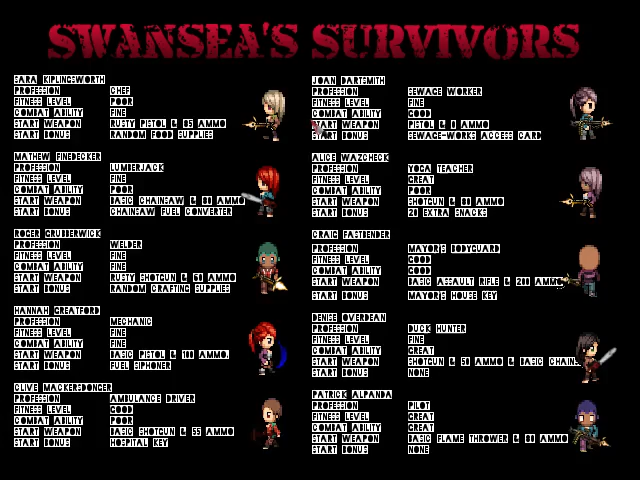 SWANSEA'S SURVIVORS
SARA KIPLINGSWORTH
PROFESSION CHEF
FITNESS LEVEL POOR
COMBAT ABILITY FINE
START WEAPON RUSTY PISTOL & 85 AMMO
START BONUS RANDOM FOOD SUPPLIES
MATHEW FINEDECKER
PROFESSION LUMBERJACK
FITNESS LEVEL FINE
COMBAT ABILITY POOR
START WEAPON BASIC CHAINSAW & 80 AMMO
START BONUS CHAINSAW FUEL CONVERTER
ROGER GRUBBERWICK
PROFESSION WELDER
FITNESS LEVEL FINE
COMBAT ABILITY FINE
START WEAPON RUSTY SHOTGUN & AMMO
START BONUS RANDOM CRAFTING SUPPLIES
HANNAH GREATFORD
PROFESSION MECHANIC
FITNESS LEVEL FINE
COMBAT ABILITY FINE
START WEAPON BASIC PISTOL & 100 AMMO.
START BONUS FUEL SIPHONER
CLIVE MACKERSDONGER
PROFESSION AMBULANCE DRIVER
FITNESS LEVEL GOOD
COMBAT ABILITY POOR
START WEAPON BASIC SHOTGUN & 55 AMMO
START BONUS HOSPITAL KEY
JOAN DARTSMITH
PROFESSION SEWAGE WORKER
FITNESS LEVEL FINE
COMBAT ABILITY GOOD
START WEAPON PISTOL & AMMO
START BONUS SEWAGE-WORKS ACCESS CARD
ALICE WAZCHECK
PROFESSION YOGA TEACHER
FITNESS LEVEL GREAT
COMBAT ABILITY POOR
START WEAPON SHOTGUN & AMMO
START BONUS 20 EXTRA SNACKS
CRAIG FASTBENDER
PROFESSION MAYOR'S BODYGUARD
FITNESS LEVEL GOOD
COMBAT ABILITY GOOD
START WEAPON BASIC ASSAULT RIFLE & 200 AMMO
START BONUS MAYOR'S HOUSE KEY
DENISE OVERDEAN
PROFESSION DUCK HUNTER
FITNESS LEVEL FINE
COMBAT ABILITY GREAT
START WEAPON SHOTGUN & 50 AMMO & BASIC CHAIN
START BONUS NONE
PATRICK ALPANDA
PROFESSION PILOT
FITNESS LEVEL GREAT
COMBAT ABILITY GREAT
START WEAPON BASIC FLAME THROWER & AMMO
START BONUS NONE